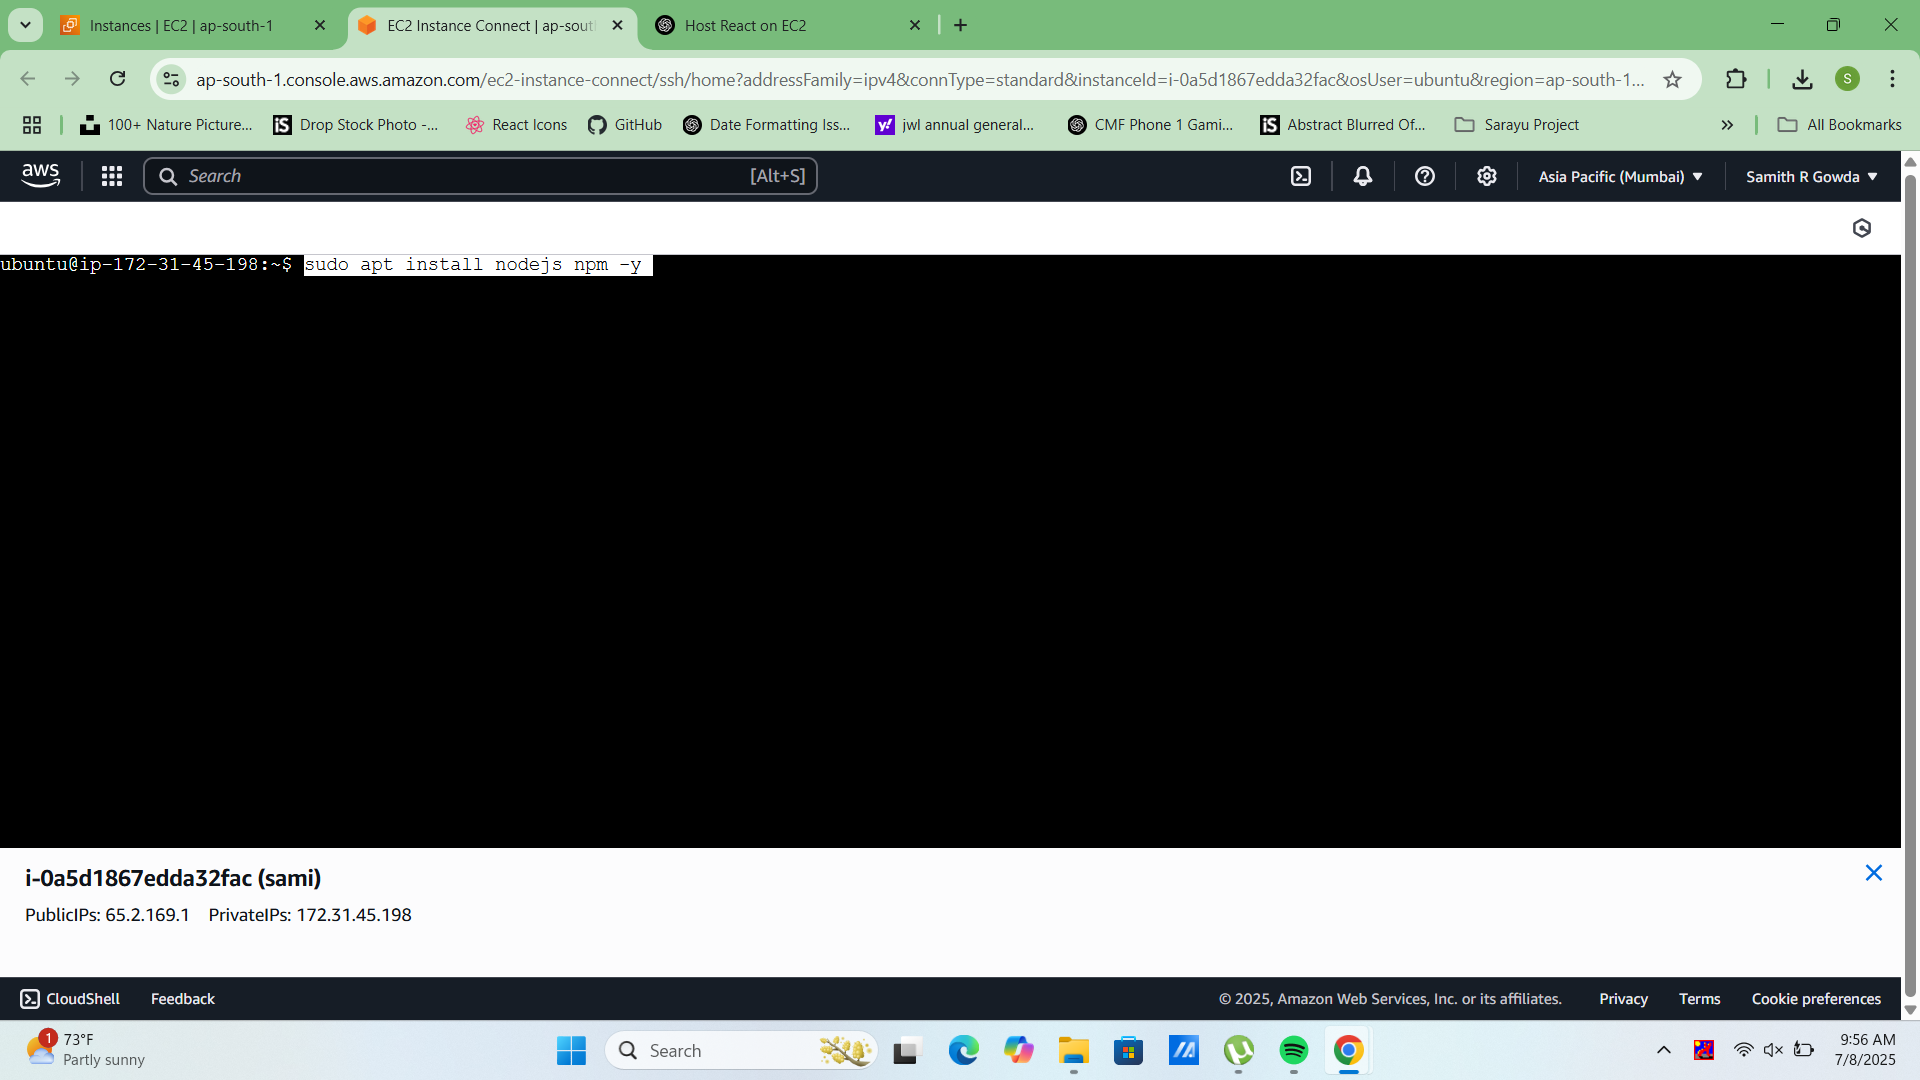 Instances | EC2 | ap-south-1
EC2 Instance Connect | ap-sout
Host React on EC2
ap-south-1.console.aws.amazon.com/ec2-instance-connect/ssh/home?addressFamily=ipv4&connType=standard&instanceId=i-0a5d1867edda32fac&osUser=ubuntu&region=ap-south-1...
S
100+ Nature Picture...
Drop Stock Photo -...
React Icons
GitHub
Date Formatting Iss...
jwl annual general...
CMF Phone 1 Gami...
Abstract Blurred Of...
Sarayu Project
All Bookmarks
aws
Search
[Alt+S]
Asia Pacific (Mumbai)
Samith R Gowda
ubuntu@ip-172-31-45-198:~$ sudo apt install nodejs npm -y
i-0a5d1867edda32fac (sami)
PublicIPs: 65.2.169.1 PrivateIPs: 172.31.45.198
CloudShell
Feedback
© 2025, Amazon Web Services, Inc. or its affiliates.
Privacy
Terms
Cookie preferences
1
73°F
Partly sunny
Search
9:56 AM
7/8/2025